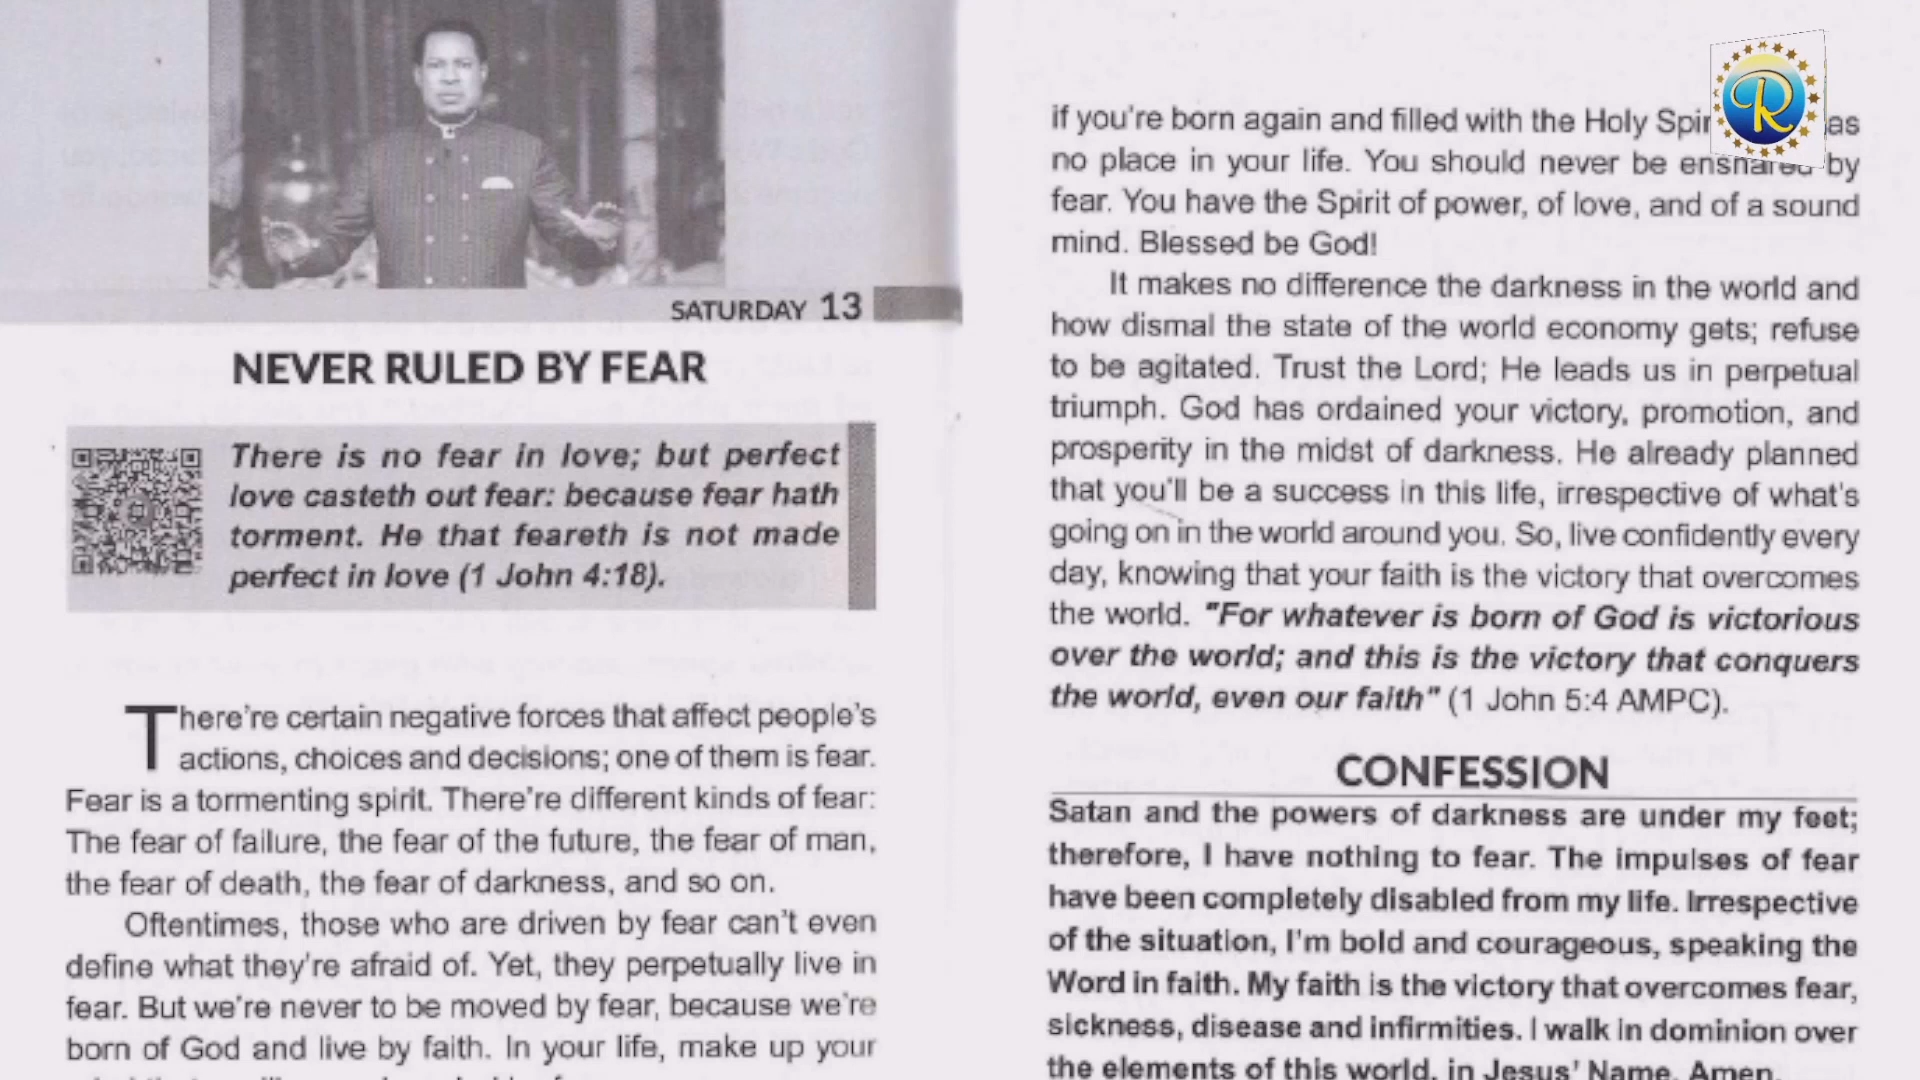 SATURDAY 13
NEVER RULED BY FEAR
There is no fear in love; but perfect
love casteth out fear: because fear hath
torment. He that feareth is not made
perfect in love (1 John 4:18).
There're certain negative forces that affect people's
actions, choices and decisions; one of them is fear.
Fear is a tormenting spirit. There're different kinds of fear:
The fear of failure, the fear of the future, the fear of man,
the fear of death, the fear of darkness, and so on.
Oftentimes, those who are driven by fear can't even
define what they're afraid of. Yet, they perpetually live in
fear. But we're never to be moved by fear, because we're
born of God and live by faith. In your life, make up your
if you're born again and filled with the Holy
no place in your life. You should never be ensnared by
fear. You have the Spirit of power, of love, and of a sound
mind. Blessed be God!
It makes no difference the darkness in the world and
how dismal the state of the world economy gets; refuse
to be agitated. Trust the Lord; He leads us in perpetual
triumph. God has ordained your victory, promotion, and
prosperity in the midst of darkness. He already planned
that you'll be a success in this life, irrespective of what's
going on in the world around you. So, live confidently every
day, knowing that your faith is the victory that overcomes
the world. "For whatever is born of God is victorious
over the world; and this is the victory that conquers
the world, even our faith" (1 John 5:4 AMPC).
CONFESSION
Satan and the powers of darkness are under my feet;
therefore, I have nothing to fear. The impulses of fear
have been completely disabled from my life. Irrespective
of the situation, I'm bold and courageous, speaking the
Word in faith. My faith is the victory that overcomes fear,
sickness, disease and infirmities. I walk in dominion over
the elements of this world, in Jesus' Name. Amen.
R